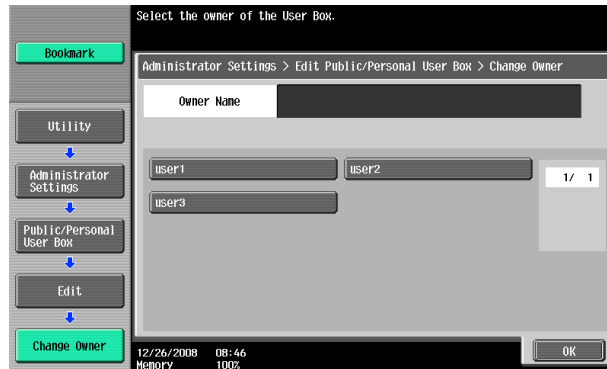 Select the owner of the User Box.
Bookmark
Administrator Settings > Edit Public/Personal User Box > Change Owner
Owner Name
Utility
Administrator
Settings
Public/Personal
User Box
Edit
Change Owner
user1
user2
1/ 1
user3
12/26/2008 08:46
Memory 100%
OK